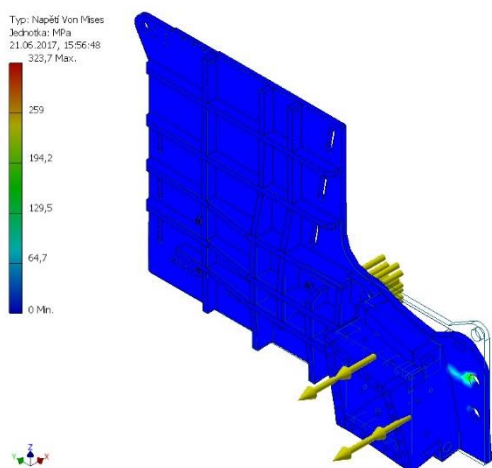 Typ: Napětí Von Mises
Jednotka: MPa
21.06.2017, 15:56:48
323,7 Max.
259
194,2
129,5
64,7
0 Min.
Z
Y
X